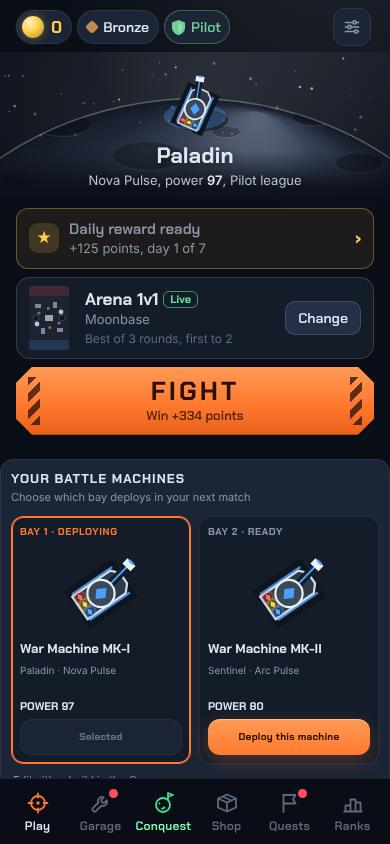 0
Bronze
Pilot
Paladin
Nova Pulse, power 97, Pilot league
Daily reward ready
+125 points, day 1 of 7
Arena 1v1 Live
Moonbase
Best of 3 rounds, first to 2
Change
FIGHT
Win +334 points
YOUR BATTLE MACHINES
Choose which bay deploys in your next match
BAY 1 · DEPLOYING
War Machine MK-I
Paladin · Nova Pulse
POWER 97
Selected
BAY 2 · READY
War Machine MK-II
Sentinel · Arc Pulse
POWER 80
Deploy this machine
Play
Garage
Conquest
Shop
Quests
Ranks